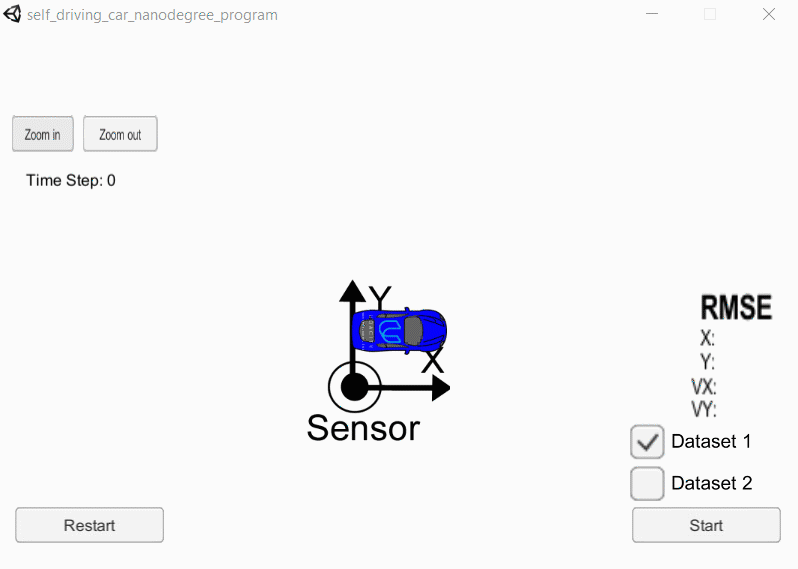 self_driving_car_nanodegree_program
Zoom in
Zoom out
Time Step: 0
Y
X
Sensor
RMSE
X:
Y:
VX:
VY:
Dataset 1
Dataset 2
Restart
Start